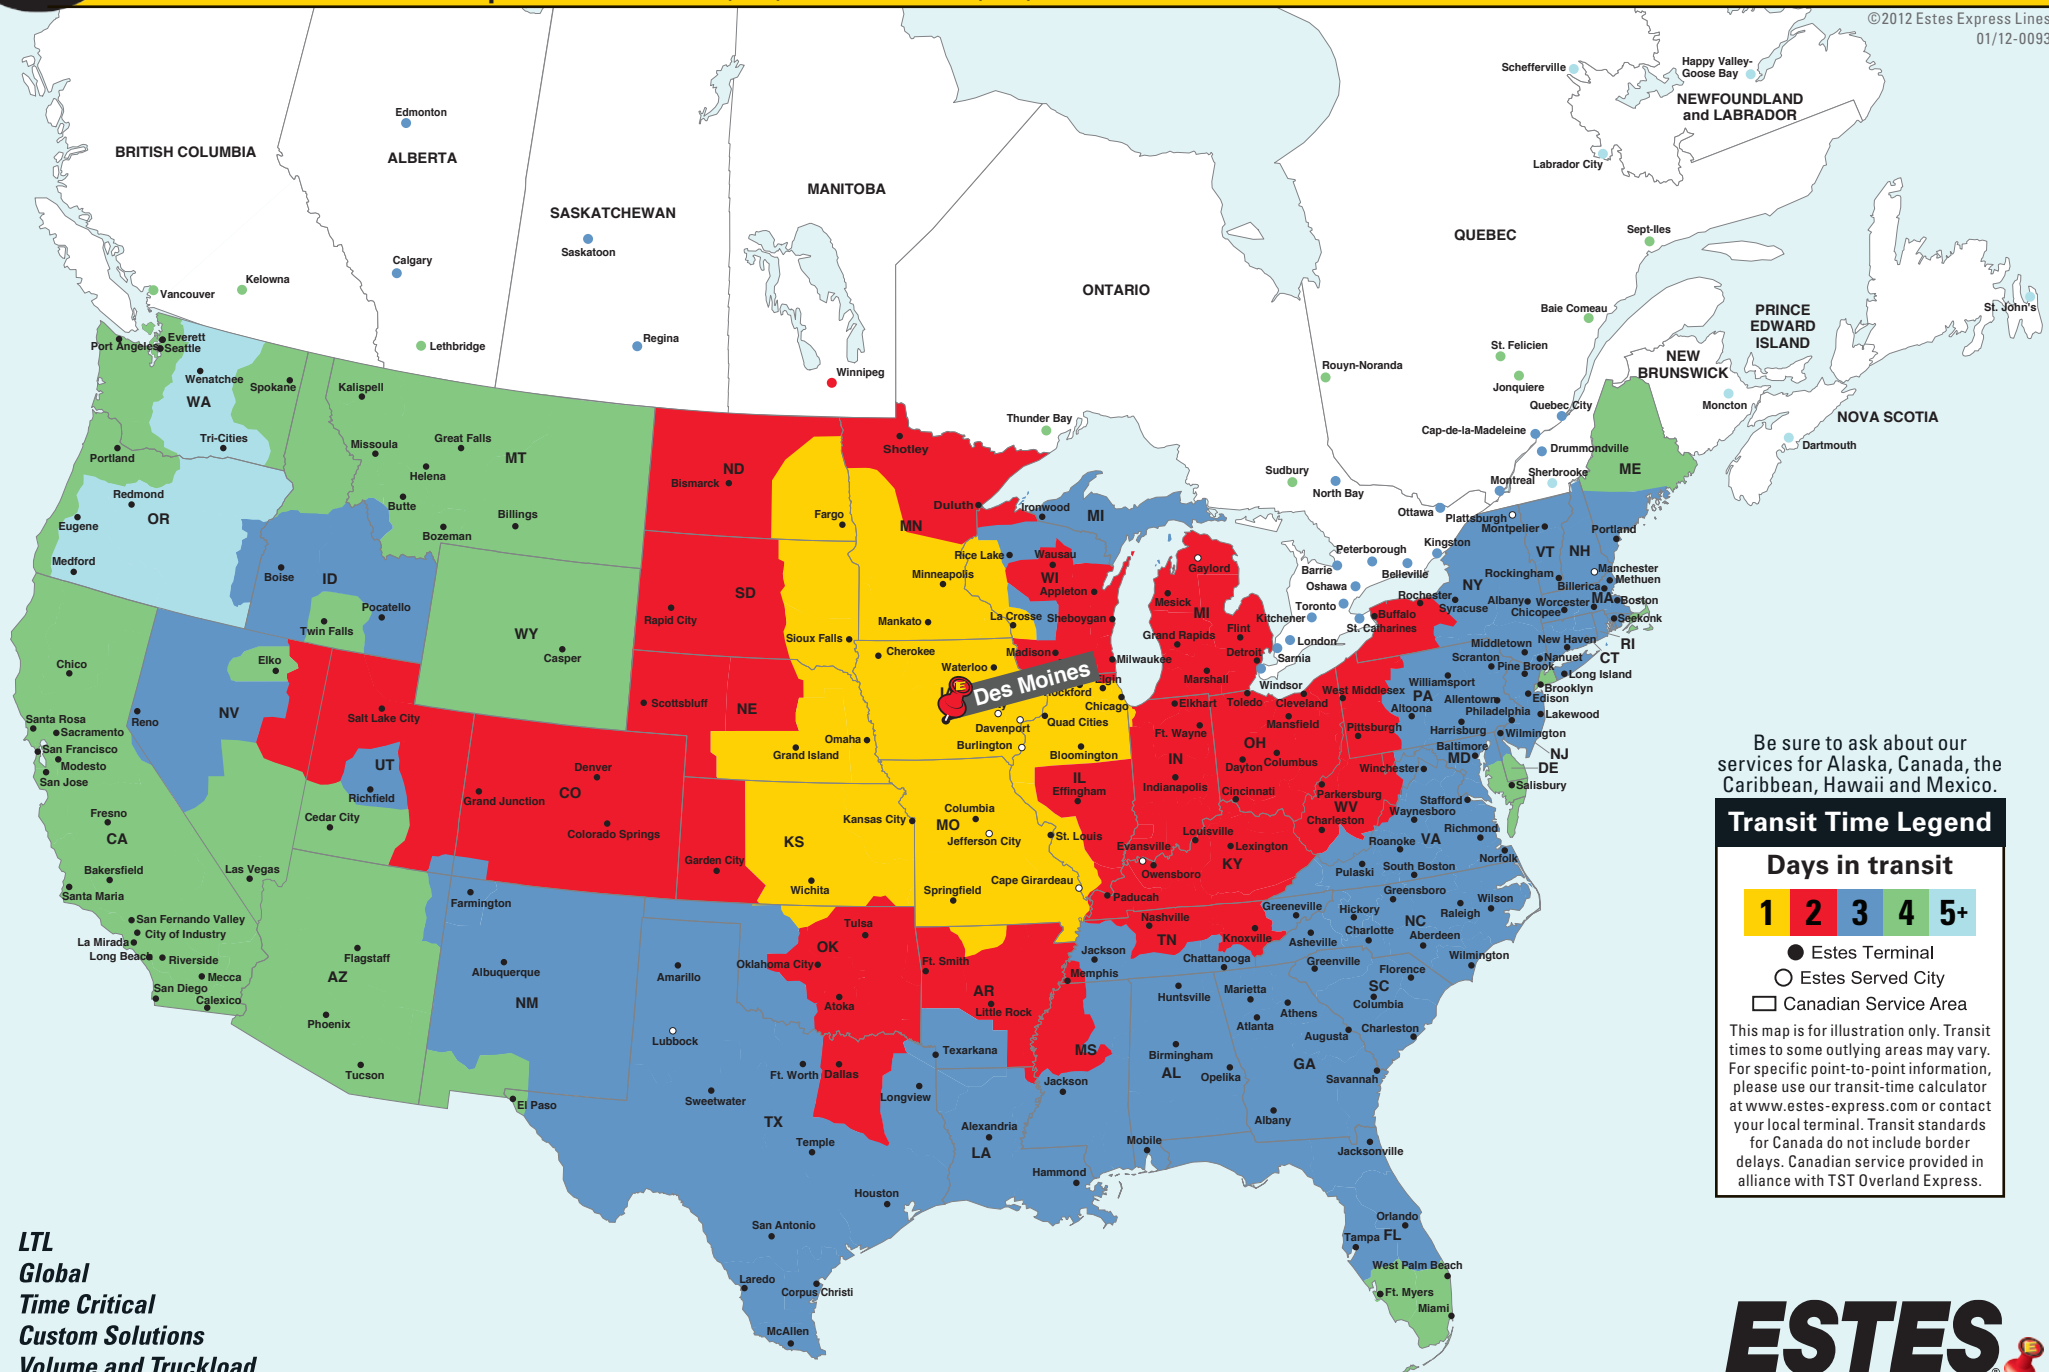 ©2012 Estes Express Lines
01/12-0093
Schefferville
Happy Valley-
Goose Bay
NEWFOUNDLAND
and LABRADOR
Labrador City
Edmonton
BRITISH COLUMBIA
ALBERTA
MANITOBA
SASKATCHEWAN
Saskatoon
QUEBEC
Sept-Iles
Calgary
Kelowna
Vancouver
ONTARIO
Baie Comeau
St. John's
PRINCE
EDWARD
ISLAND
Lethbridge
Regina
Winnipeg
Rouyn-Noranda
St. Felicien
Jonquiere
NEW
BRUNSWICK
Moncton
NOVA SCOTIA
Dartmouth
Thunder Bay
Quebec City
Cap-de-la-Madeleine
Drummondville
Sherbrooke
Montreal
Sudbury
North Bay
Ottawa
Kingston
Peterborough
Belleville
Barrie
Oshawa
Toronto
Kitchener
St. Catharines
London
Sarnia
Windsor
Port Angeles
Everett
Seattle
Wenatchee
Spokane
WA
Tri-Cities
Portland
Redmond
OR
Eugene
Medford
Kalispell
Missoula
Great Falls
MT
Helena
Butte
Billings
Bozeman
Boise
ID
Pocatello
Twin Falls
WY
Casper
ND
Bismarck
Fargo
SD
Rapid City
Sioux Falls
Scottsbluff
NE
Omaha
Grand Island
Shotley
Duluth
MN
Minneapolis
Mankato
Ironwood
MI
Rice Lake
Wausau
WI
Appleton
La Crosse
Sheboygan
Madison
Milwaukee
Cherokee
Waterloo
Des Moines
Rockford
Elgin
Chicago
Quad Cities
Davenport
Burlington
Bloomington
IL
Effingham
Gaylord
Mesick
MI
Grand Rapids
Flint
Detroit
Marshall
Elkhart
Ft. Wayne
IN
Indianapolis
Evansville
Toledo
Cleveland
Mansfield
OH
Dayton
Columbus
Cincinnati
West Middlesex
Pittsburgh
Parkersburg
WV
Charleston
Louisville
Lexington
KY
Owensboro
Paducah
Chico
Santa Rosa
Sacramento
San Francisco
Modesto
San Jose
Fresno
CA
Bakersfield
Santa Maria
San Fernando Valley
City of Industry
La Mirada
Long Beach
Riverside
Mecca
San Diego
Calexico
Reno
NV
Elko
Las Vegas
Salt Lake City
UT
Richfield
Cedar City
Denver
Grand Junction
CO
Colorado Springs
Flagstaff
AZ
Phoenix
Tucson
Farmington
Albuquerque
NM
El Paso
KS
Garden City
Wichita
Kansas City
Columbia
MO
Jefferson City
St. Louis
Springfield
Cape Girardeau
Tulsa
OK
Oklahoma City
Atoka
Ft. Smith
AR
Little Rock
Amarillo
Lubbock
Ft. Worth
Dallas
Sweetwater
TX
Temple
Texarkana
Longview
Houston
San Antonio
Laredo
Corpus Christi
McAllen
Alexandria
LA
Hammond
Jackson
MS
Jackson
Memphis
Nashville
TN
Knoxville
Greeneville
Chattanooga
Huntsville
Birmingham
AL
Opelika
Mobile
Marietta
Atlanta
Athens
Augusta
GA
Savannah
Albany
Jacksonville
Orlando
Tampa
FL
West Palm Beach
Ft. Myers
Miami
Hickory
Greensboro
NC
Charlotte
Asheville
Raleigh
Wilson
Aberdeen
Wilmington
Greenville
Florence
SC
Columbia
Charleston
Winchester
Stafford
Waynesboro
VA
Richmond
Roanoke
South Boston
Norfolk
Pulaski
Plattsburgh
Montpelier
VT
NH
Portland
ME
Manchester
Methuen
Rockingham
Billerica
MA
Boston
Worcester
Chicopee
Seekonk
RI
CT
NY
Rochester
Syracuse
Albany
Buffalo
Middletown
New Haven
Scranton
Nanuet
Pine Brook
Long Island
Brooklyn
Edison
Williamsport
PA
Allentown
Altoona
Philadelphia
Lakewood
Harrisburg
Wilmington
Baltimore
MD
NJ
DE
Salisbury
Be sure to ask about our
services for Alaska, Canada, the
Caribbean, Hawaii and Mexico.
Transit Time Legend
Days in transit
1 2 3 4 5+
Estes Terminal
Estes Served City
Canadian Service Area
This map is for illustration only. Transit
times to some outlying areas may vary.
For specific point-to-point information,
please use our transit-time calculator
at www.estes-express.com or contact
your local terminal. Transit standards
for Canada do not include border
delays. Canadian service provided in
alliance with TST Overland Express.
LTL
Global
Time Critical
Custom Solutions
Volume and Truckload
ESTES